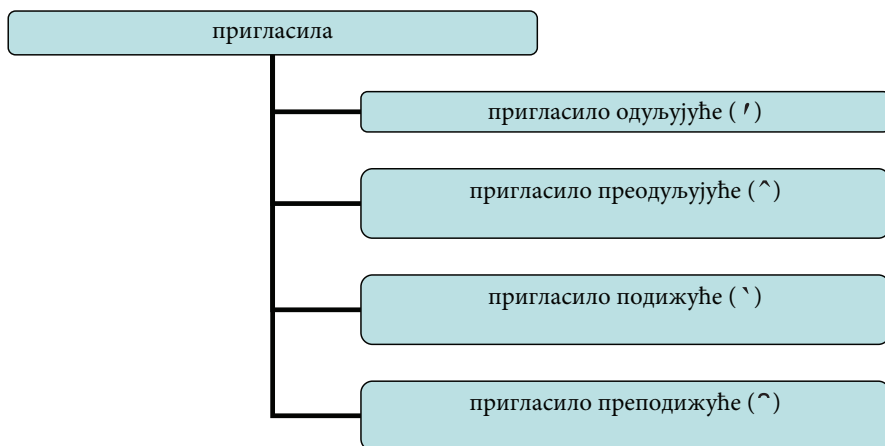 пригласила
пригласило одуљујуће ( ˊ )
пригласило преодуљујуће (^)
пригласило подижуће (ˋ)
пригласило преподижуће (⌒)